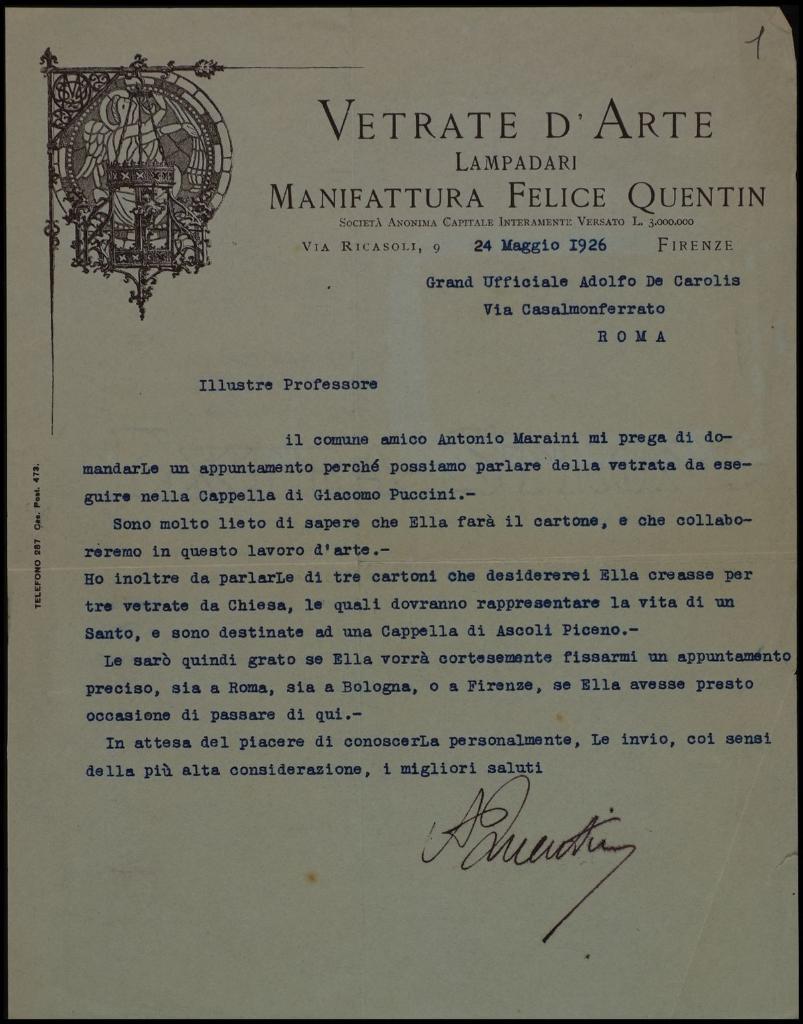 1
VETRATE D'ARTE
LAMPADARI
MANIFATTURA FELICE QUENTIN
SOCIETÀ ANONIMA CAPITALE INTERAMENTE VERSATO L. 3.000.000
VIA RICASOLI, 9 24 Maggio 1926 FIRENZE
Grand Ufficiale Adolfo De Carolis
Via Casalmonferrato
R O M A
Illustre Professore
il comune amico Antonio Maraini mi prega di do-
mandarLe un appuntamento perché possiamo parlare della vetrata da ese-
guire nella Cappella di Giacomo Puccini.-
Sono molto lieto di sapere che Ella farà il cartone, e che collabo-
reremo in questo lavoro d'arte.-
Ho inoltre da parlarLe di tre cartoni che desidererei Ella creasse per
tre vetrate da Chiesa, le quali dovranno rappresentare la vita di un
Santo, e sono destinate ad una Cappella di Ascoli Piceno.-
Le sarò quindi grato se Ella vorrà cortesemente fissarmi un appuntamento
preciso, sia a Roma, sia a Bologna, o a Firenze, se Ella avesse presto
occasione di passare di qui.-
In attesa del piacere di conoscerLa personalmente, Le invio, coi sensi
della più alta considerazione, i migliori saluti
Quentin
TELEFONO 287 Cas. Post. 473.